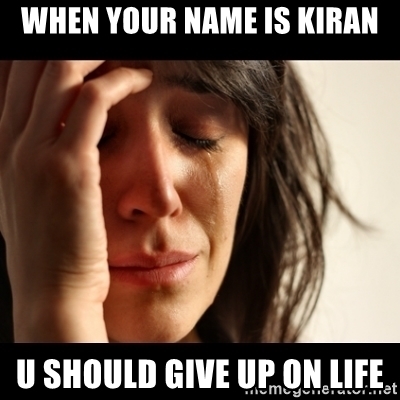 WHEN YOUR NAME IS KIRAN
U SHOULD GIVE UP ON LIFE
memegenerator.net